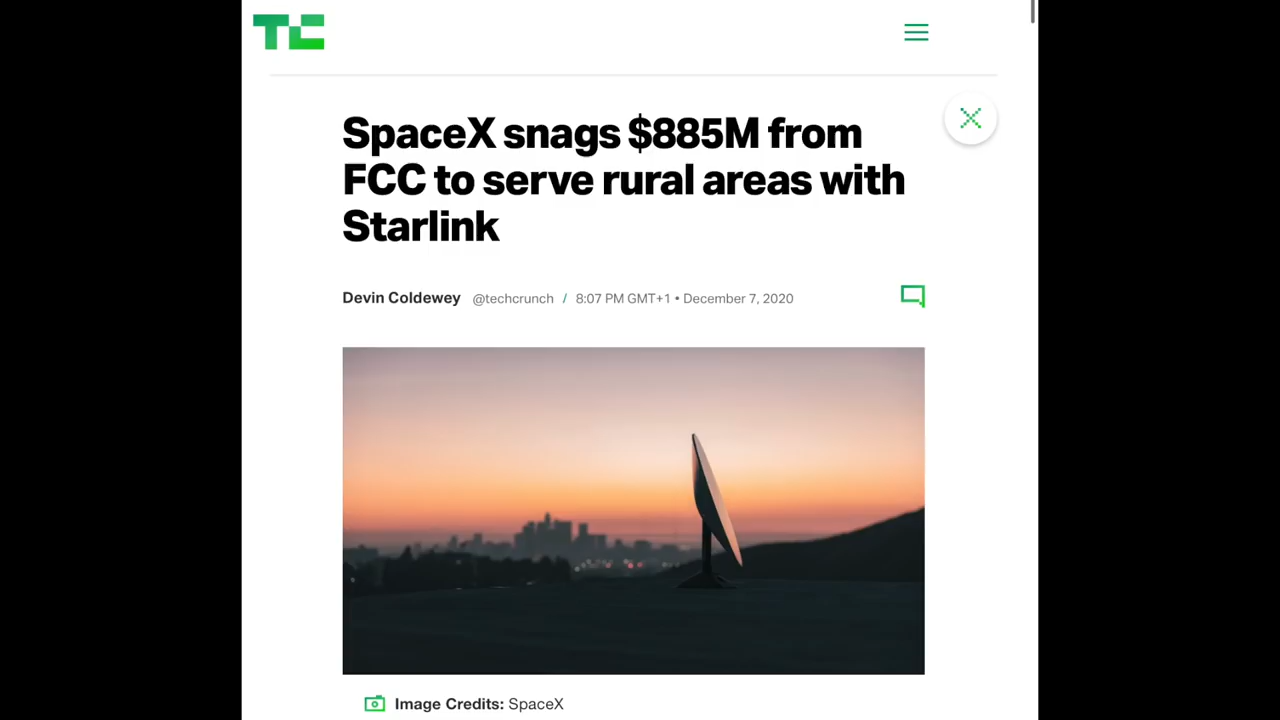 TC
SpaceX snags $885M from
FCC to serve rural areas with
Starlink
Devin Coldewey @techcrunch / 8:07 PM GMT+1 • December 7, 2020
Image Credits: SpaceX